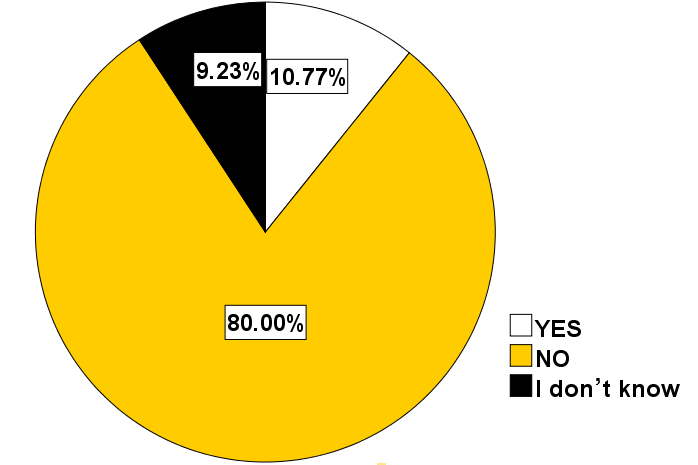 9.23%
10.77%
80.00%
YES
NO
I don’t know